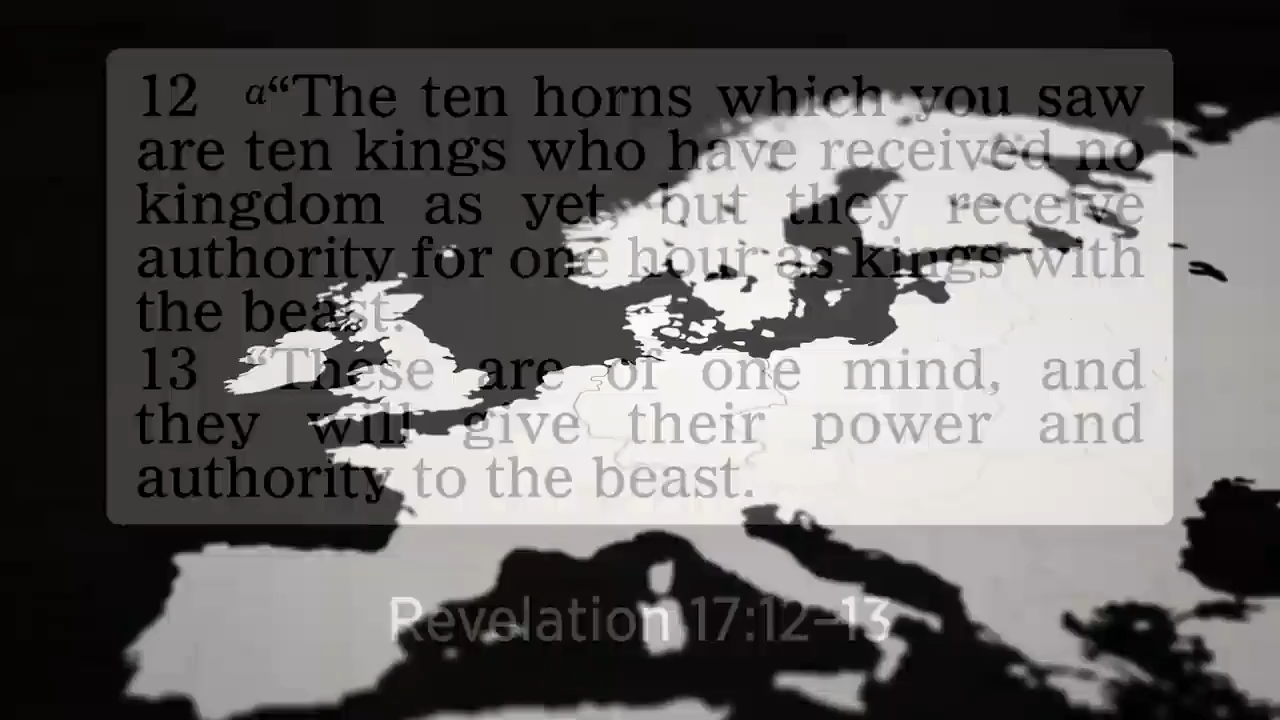 12 a“The ten horns which you saw
are ten kings who have received no
kingdom as yet, but they receive
authority for one hour as kings with
the beast.
13 “These are of one mind, and
they will give their power and
authority to the beast.
Revelation 17:12–13